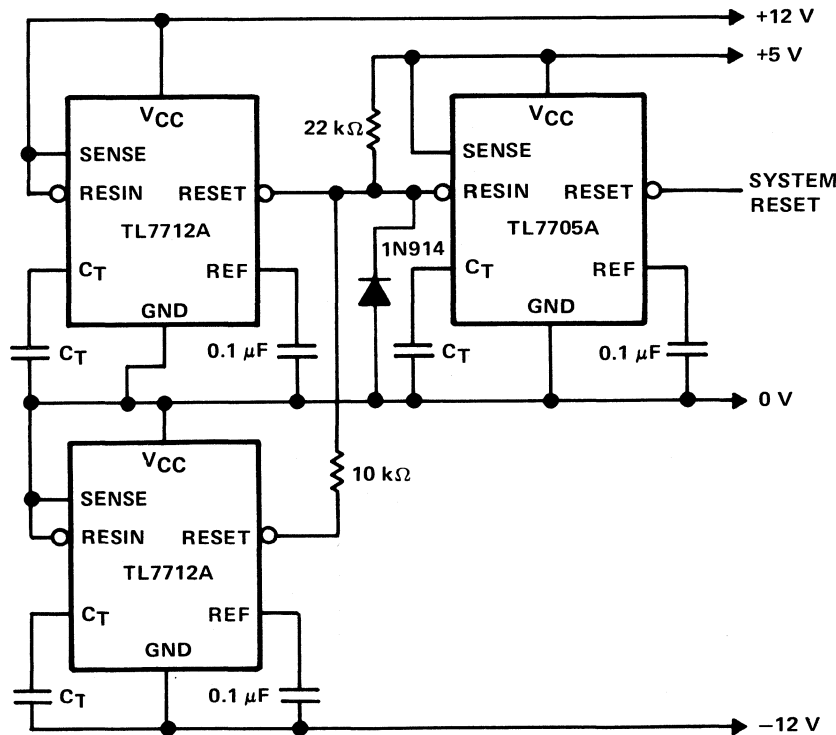 +12 V
+5 V
VCC
22 kΩ
VCC
SENSE
SENSE
RESIN
RESET
RESIN
RESET
SYSTEM
RESET
TL7712A
1N914
TL7705A
CT
REF
CT
REF
GND
GND
CT
0.1 μF
CT
0.1 μF
0 V
VCC
10 kΩ
SENSE
RESIN
RESET
TL7712A
CT
REF
GND
CT
0.1 μF
−12 V